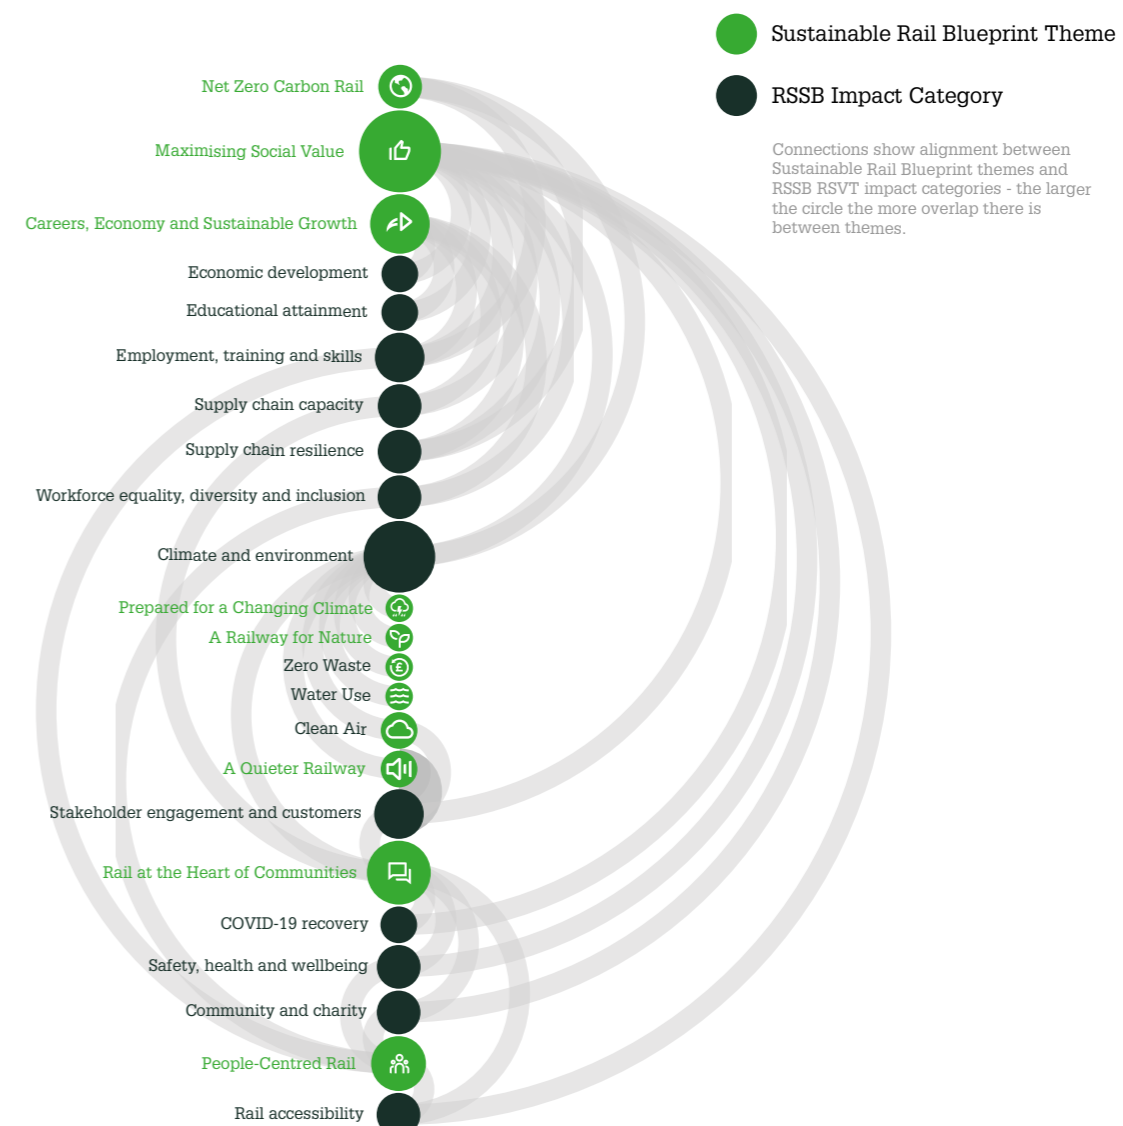 Sustainable Rail Blueprint Theme
RSSB Impact Category
Connections show alignment between
Sustainable Rail Blueprint themes and
RSSB RSVT impact categories - the larger
the circle the more overlap there is
between themes.
Net Zero Carbon Rail
Maximising Social Value
Careers, Economy and Sustainable Growth
Economic development
Educational attainment
Employment, training and skills
Supply chain capacity
Supply chain resilience
Workforce equality, diversity and inclusion
Climate and environment
Prepared for a Changing Climate
A Railway for Nature
Zero Waste
£
Water Use
Clean Air
A Quieter Railway
Stakeholder engagement and customers
Rail at the Heart of Communities
COVID-19 recovery
Safety, health and wellbeing
Community and charity
People-Centred Rail
Rail accessibility